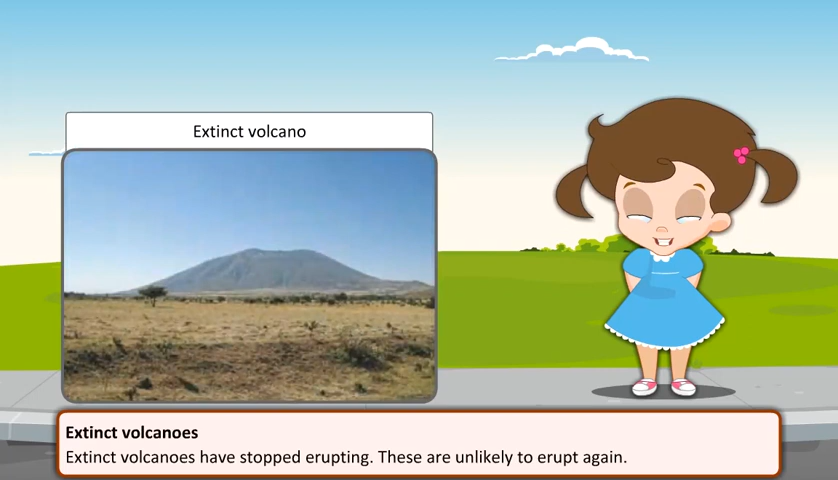 Extinct volcano
Extinct volcanoes
Extinct volcanoes have stopped erupting. These are unlikely to erupt again.